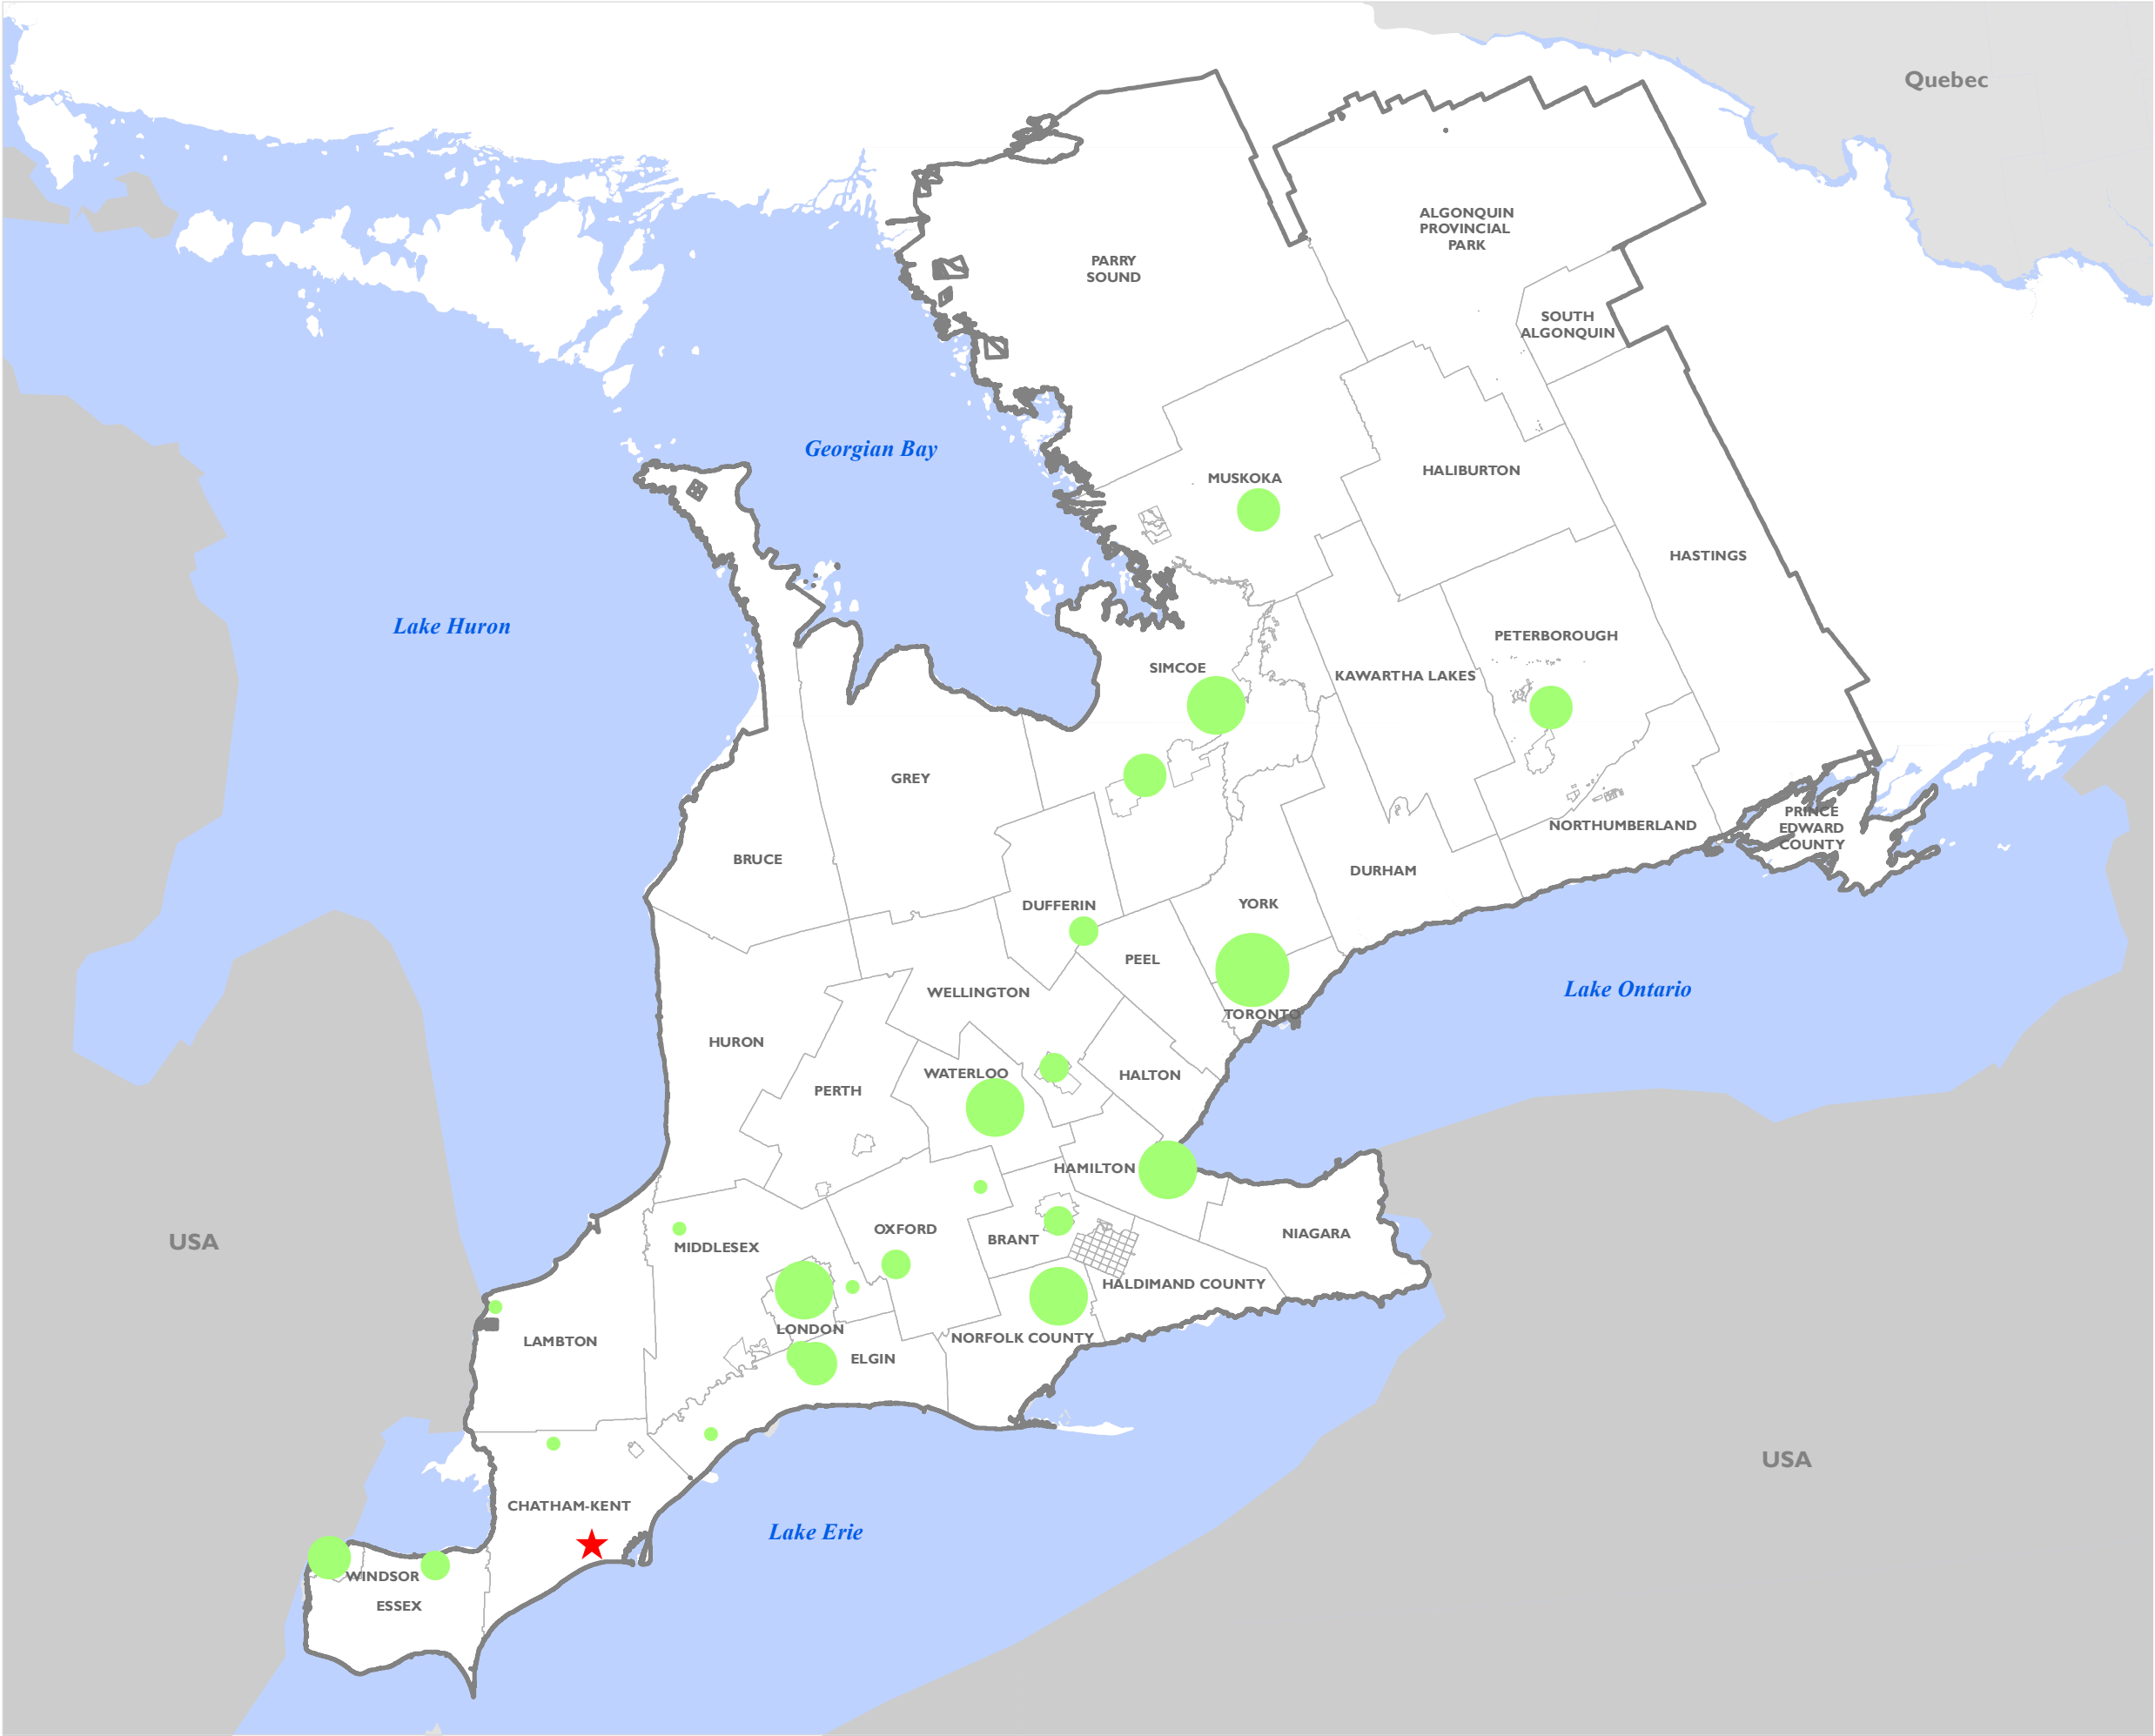 Quebec
ALGONQUIN
PROVINCIAL
PARK
PARRY
SOUND
SOUTH
ALGONQUIN
Georgian Bay
MUSKOKA
HALIBURTON
HASTINGS
Lake Huron
PETERBOROUGH
SIMCOE
KAWARTHA LAKES
GREY
PRINCE
EDWARD
COUNTY
NORTHUMBERLAND
BRUCE
DURHAM
DUFFERIN
YORK
PEEL
Lake Ontario
WELLINGTON
TORONTO
HURON
WATERLOO
HALTON
PERTH
HAMILTON
OXFORD
NIAGARA
BRANT
USA
MIDDLESEX
HALDIMAND COUNTY
LONDON
NORFOLK COUNTY
LAMBTON
ELGIN
USA
CHATHAM-KENT
Lake Erie
WINDSOR
ESSEX